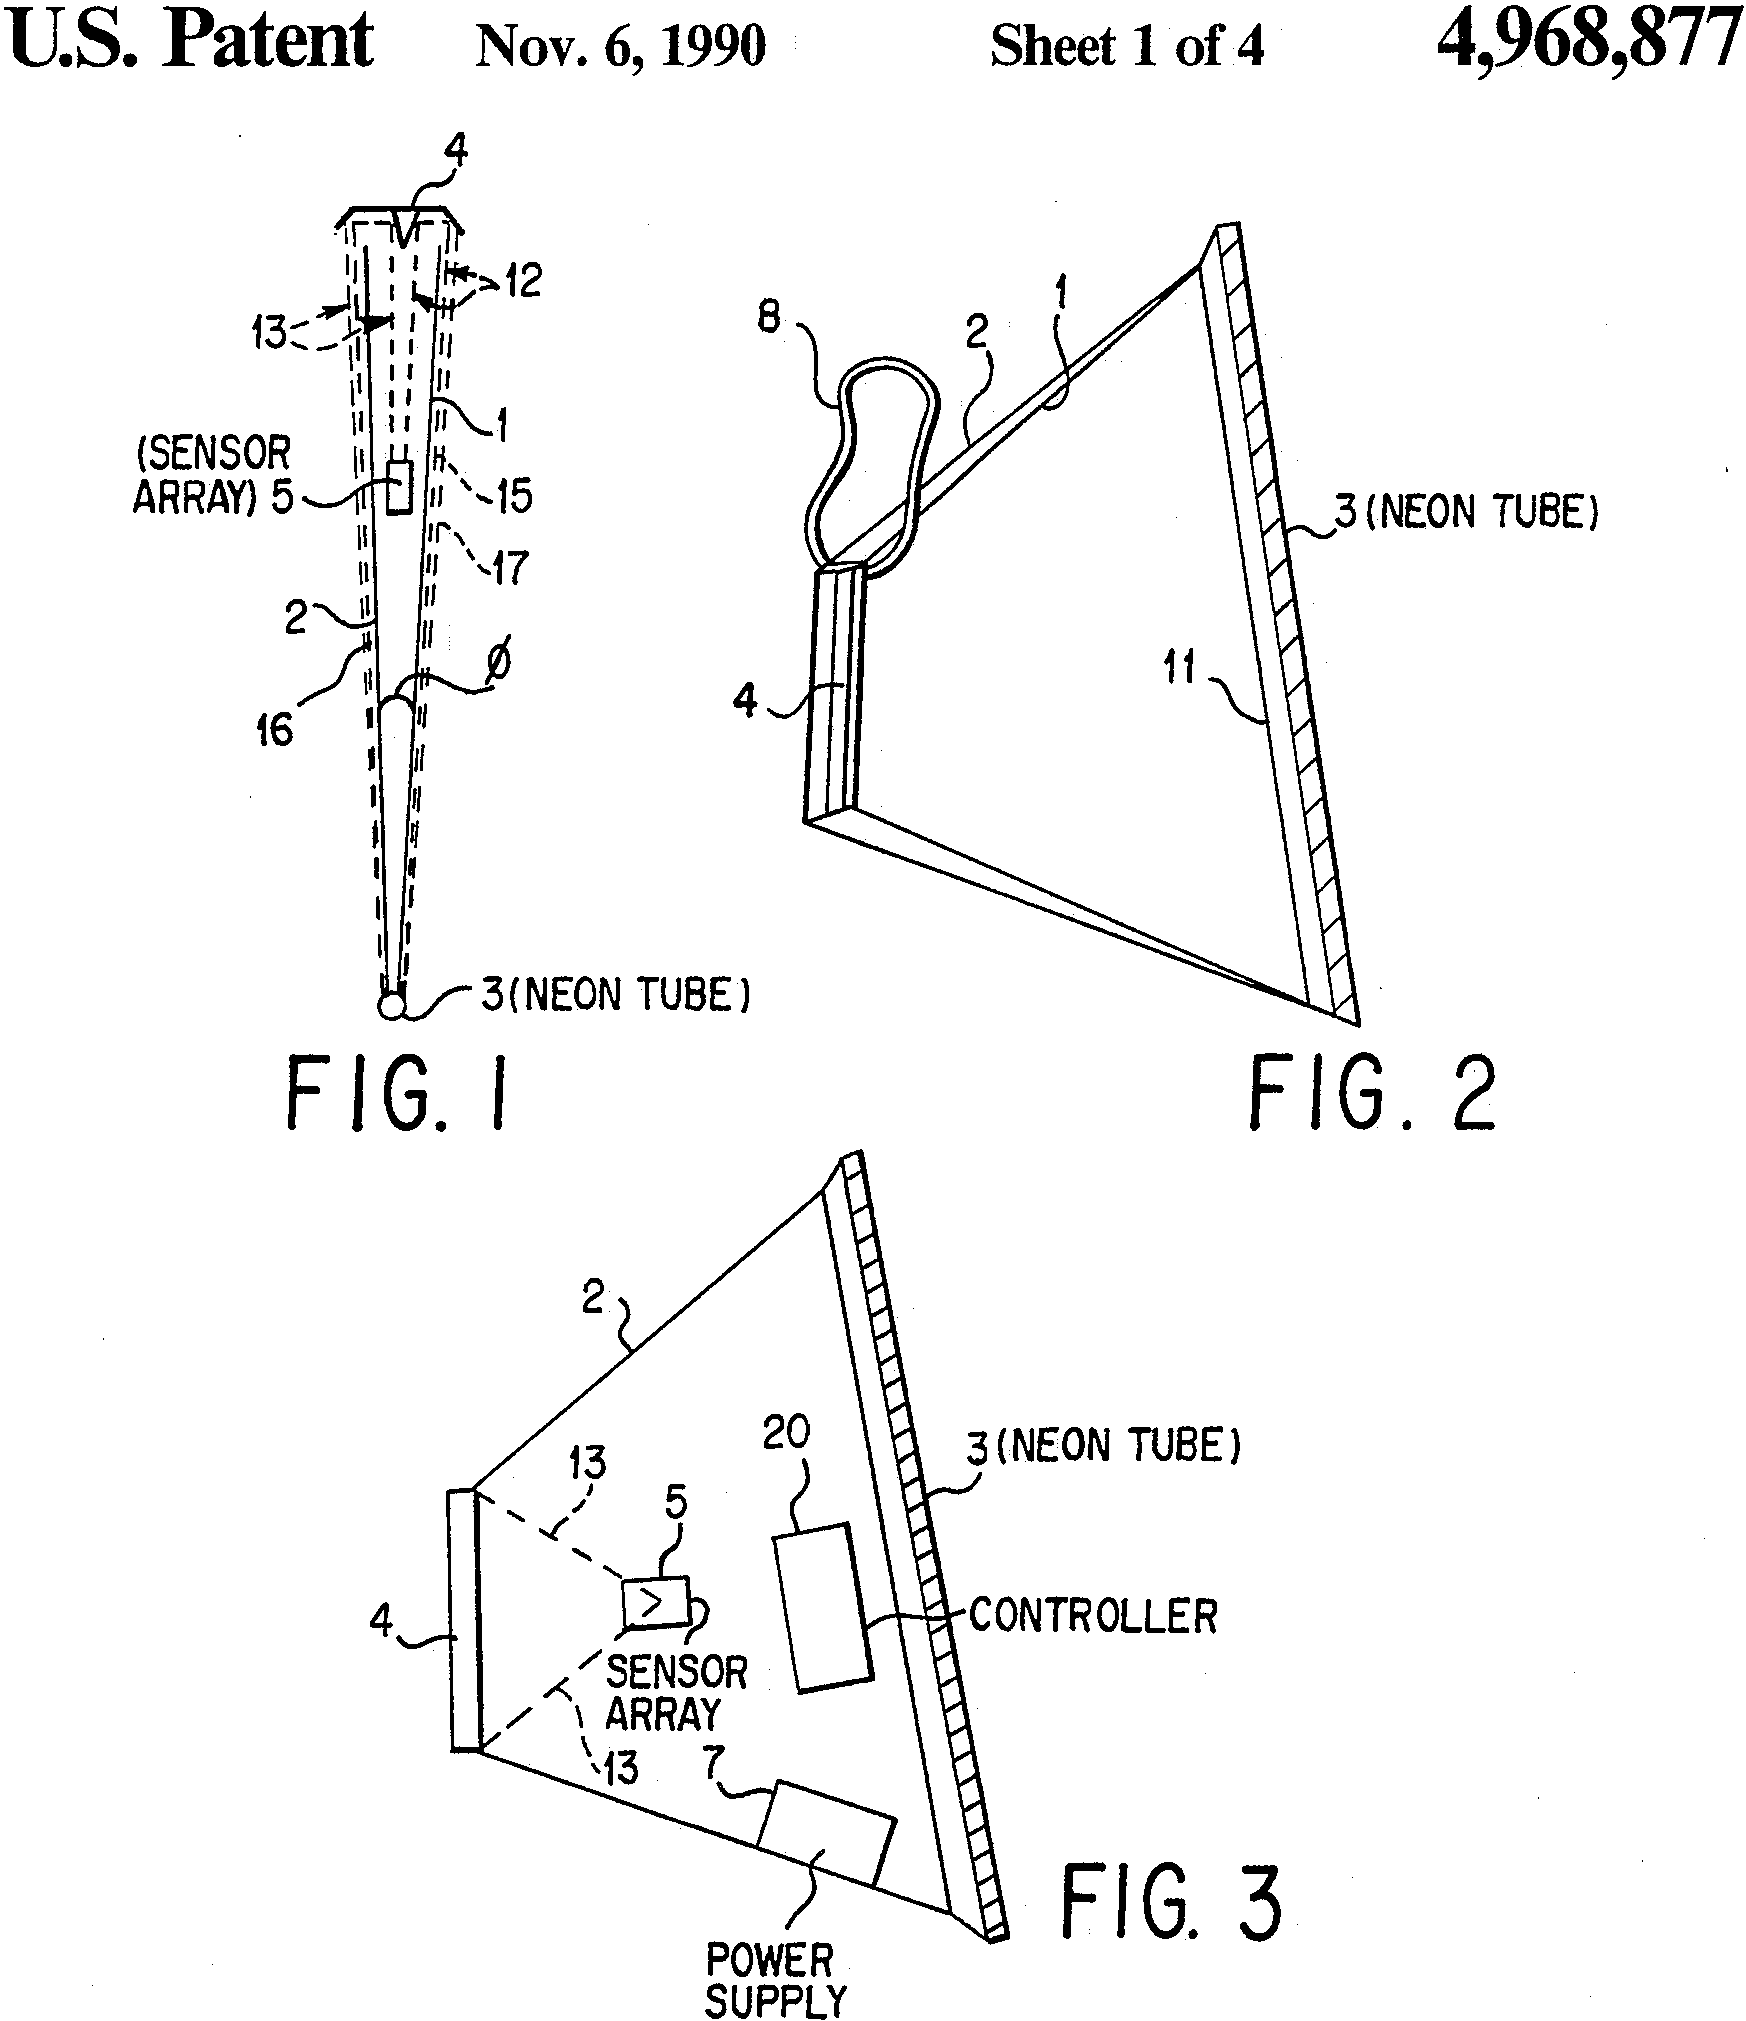 U.S. Patent Nov. 6, 1990 Sheet 1 of 4 4,968,877
4
12
13
1
(SENSOR
ARRAY) 5
15
17
2
Ø
16
3 (NEON TUBE)
FIG. 1
8
2
1
3 (NEON TUBE)
11
4
FIG. 2
2
20
3 (NEON TUBE)
13
5
4
CONTROLLER
SENSOR
ARRAY
13
7
POWER
SUPPLY
FIG. 3